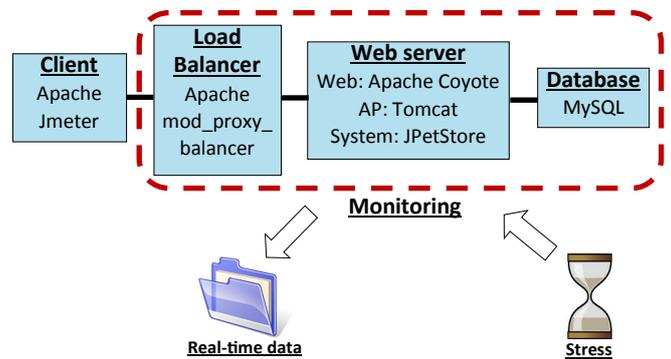 Client
Apache
Jmeter
Load
Balancer
Apache
mod_proxy_
balancer
Web server
Web: Apache Coyote
AP: Tomcat
System: JPetStore
Database
MySQL
Monitoring
Real-time data
Stress